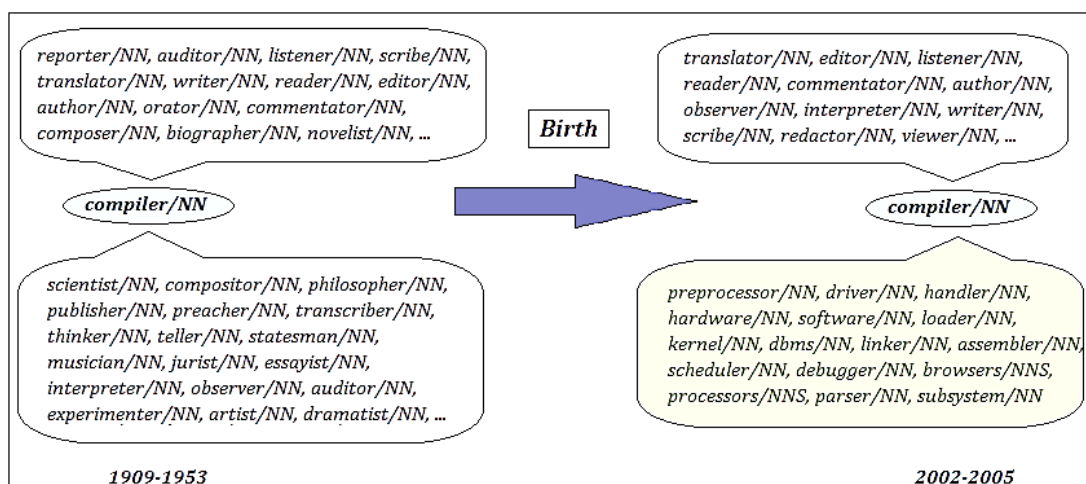 reporter/NN, auditor/NN, listener/NN, scribe/NN,
translator/NN, writer/NN, reader/NN, editor/NN,
author/NN, orator/NN, commentator/NN,
composer/NN, biographer/NN, novelist/NN, ...
compiler/NN
scientist/NN, compositor/NN, philosopher/NN,
publisher/NN, preacher/NN, transcriber/NN,
thinker/NN, teller/NN, statesman/NN,
musician/NN, jurist/NN, essayist/NN,
interpreter/NN, observer/NN, auditor/NN,
experimenter/NN, artist/NN, dramatist/NN, ...
1909-1953
Birth
translator/NN, editor/NN, listener/NN,
reader/NN, commentator/NN, author/NN,
observer/NN, interpreter/NN, writer/NN,
scribe/NN, redactor/NN, viewer/NN, ...
compiler/NN
preprocessor/NN, driver/NN, handler/NN,
hardware/NN, software/NN, loader/NN,
kernel/NN, dbms/NN, linker/NN, assembler/NN,
scheduler/NN, debugger/NN, browsers/NNS,
processors/NNS, parser/NN, subsystem/NN
2002-2005